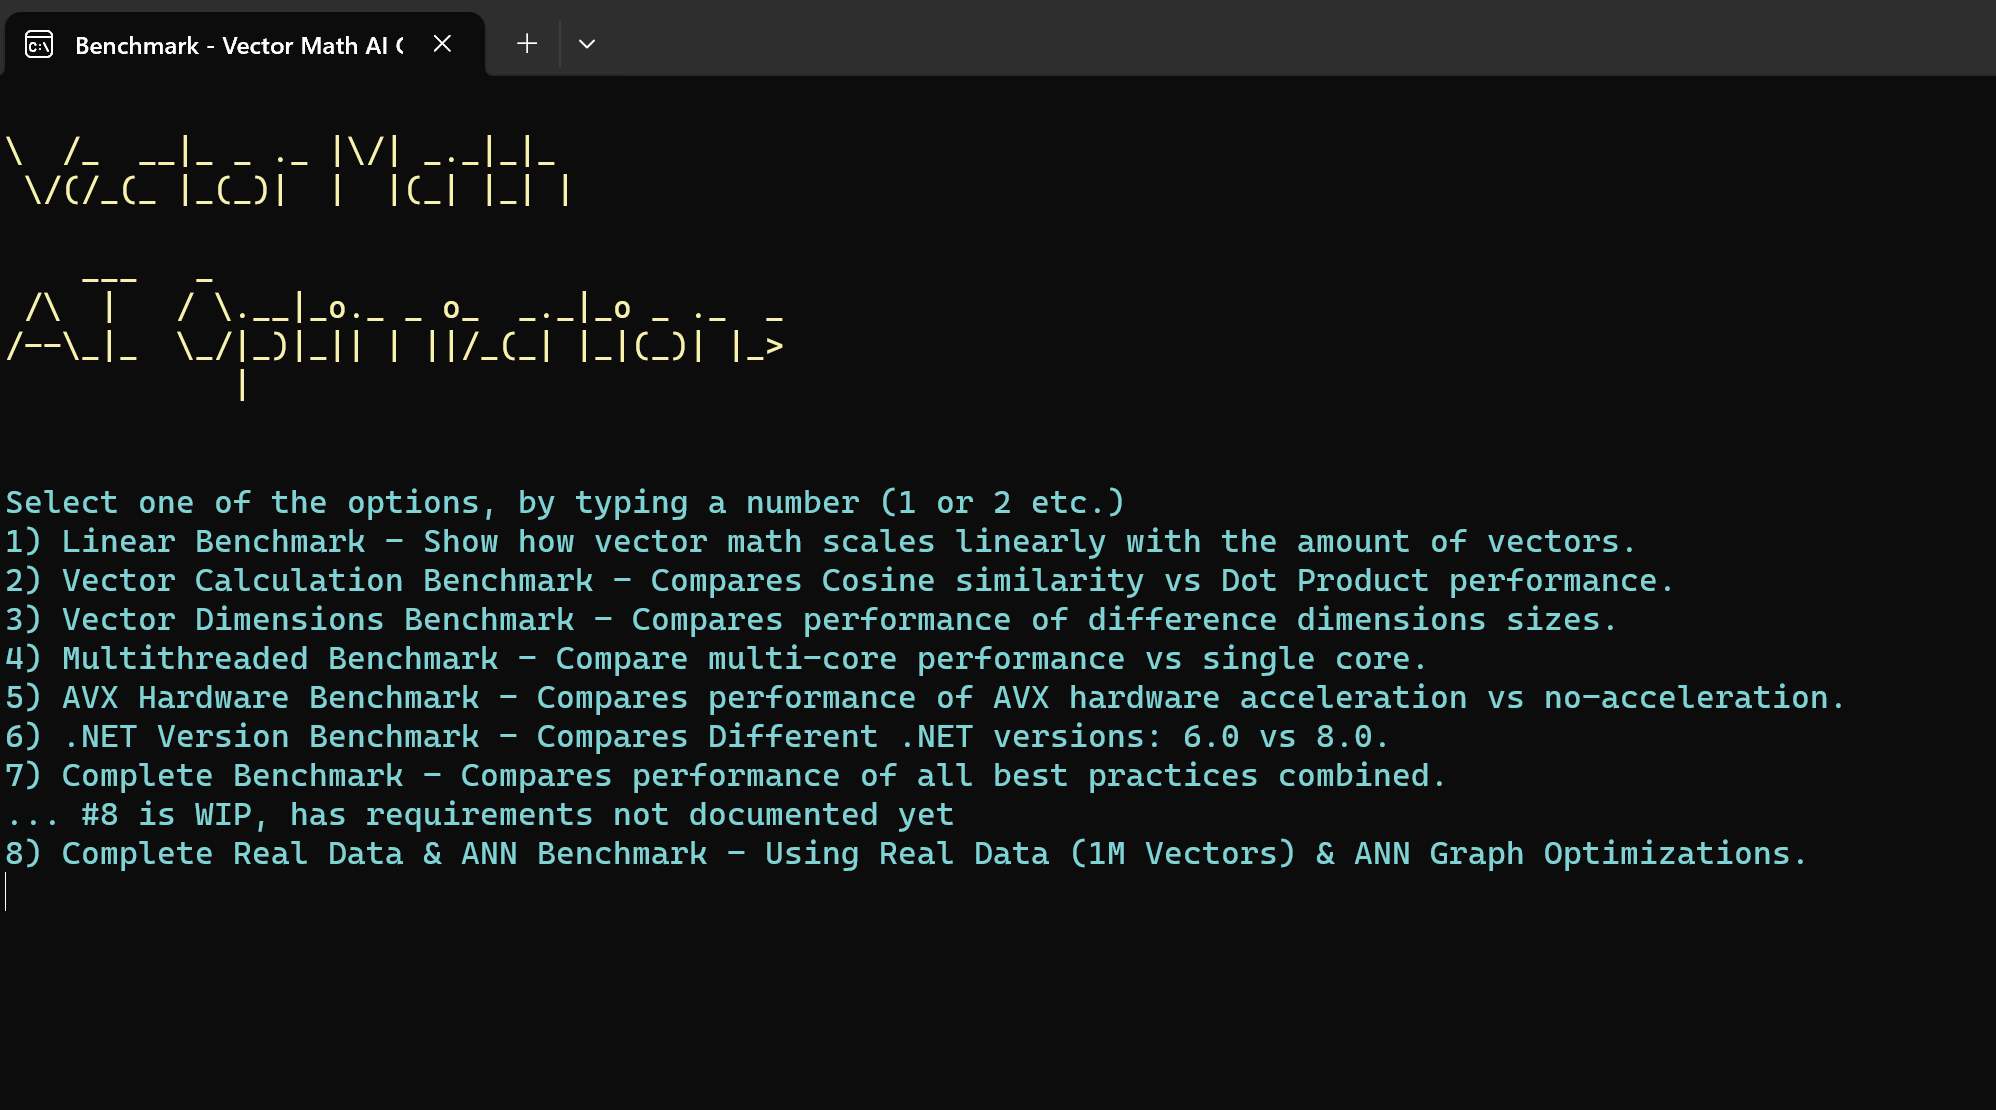 Benchmark - Vector Math AI
Vector Math
AI Optimizations
Select one of the options, by typing a number (1 or 2 etc.)
1) Linear Benchmark - Show how vector math scales linearly with the amount of vectors.
2) Vector Calculation Benchmark - Compares Cosine similarity vs Dot Product performance.
3) Vector Dimensions Benchmark - Compares performance of difference dimensions sizes.
4) Multithreaded Benchmark - Compare multi-core performance vs single core.
5) AVX Hardware Benchmark - Compares performance of AVX hardware acceleration vs no-acceleration.
6) .NET Version Benchmark - Compares Different .NET versions: 6.0 vs 8.0.
7) Complete Benchmark - Compares performance of all best practices combined.
... #8 is WIP, has requirements not documented yet
8) Complete Real Data & ANN Benchmark - Using Real Data (1M Vectors) & ANN Graph Optimizations.